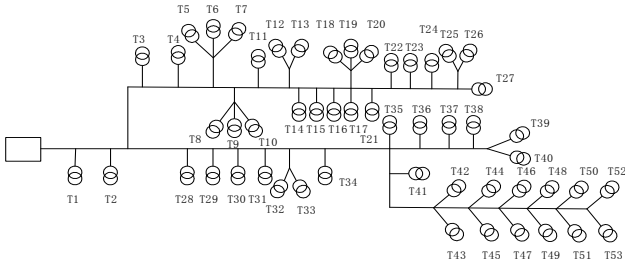 T5 T6 T7
T3 T4 T11 T12 T13 T18 T19 T20
T22 T23 T24 T25 T26
T27
T8 T9 T10 T14 T15 T16 T17 T21 T35 T36 T37 T38
T39
T40
T1 T2 T28 T29 T30 T31 T32 T33 T34 T41
T42 T44 T46 T48 T50 T52
T43 T45 T47 T49 T51 T53